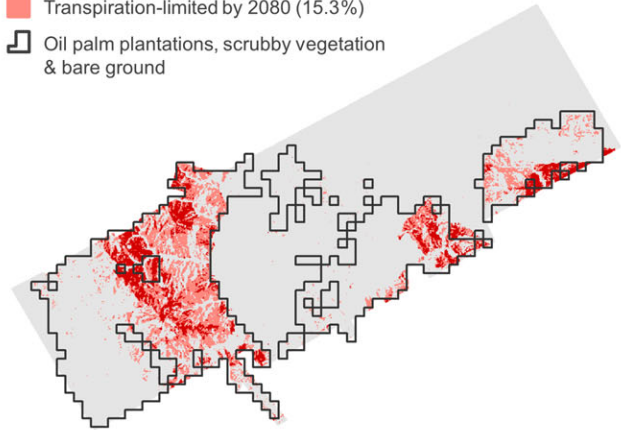 Transpiration-limited by 2080 (15.3%)
Oil palm plantations, scrubby vegetation
& bare ground